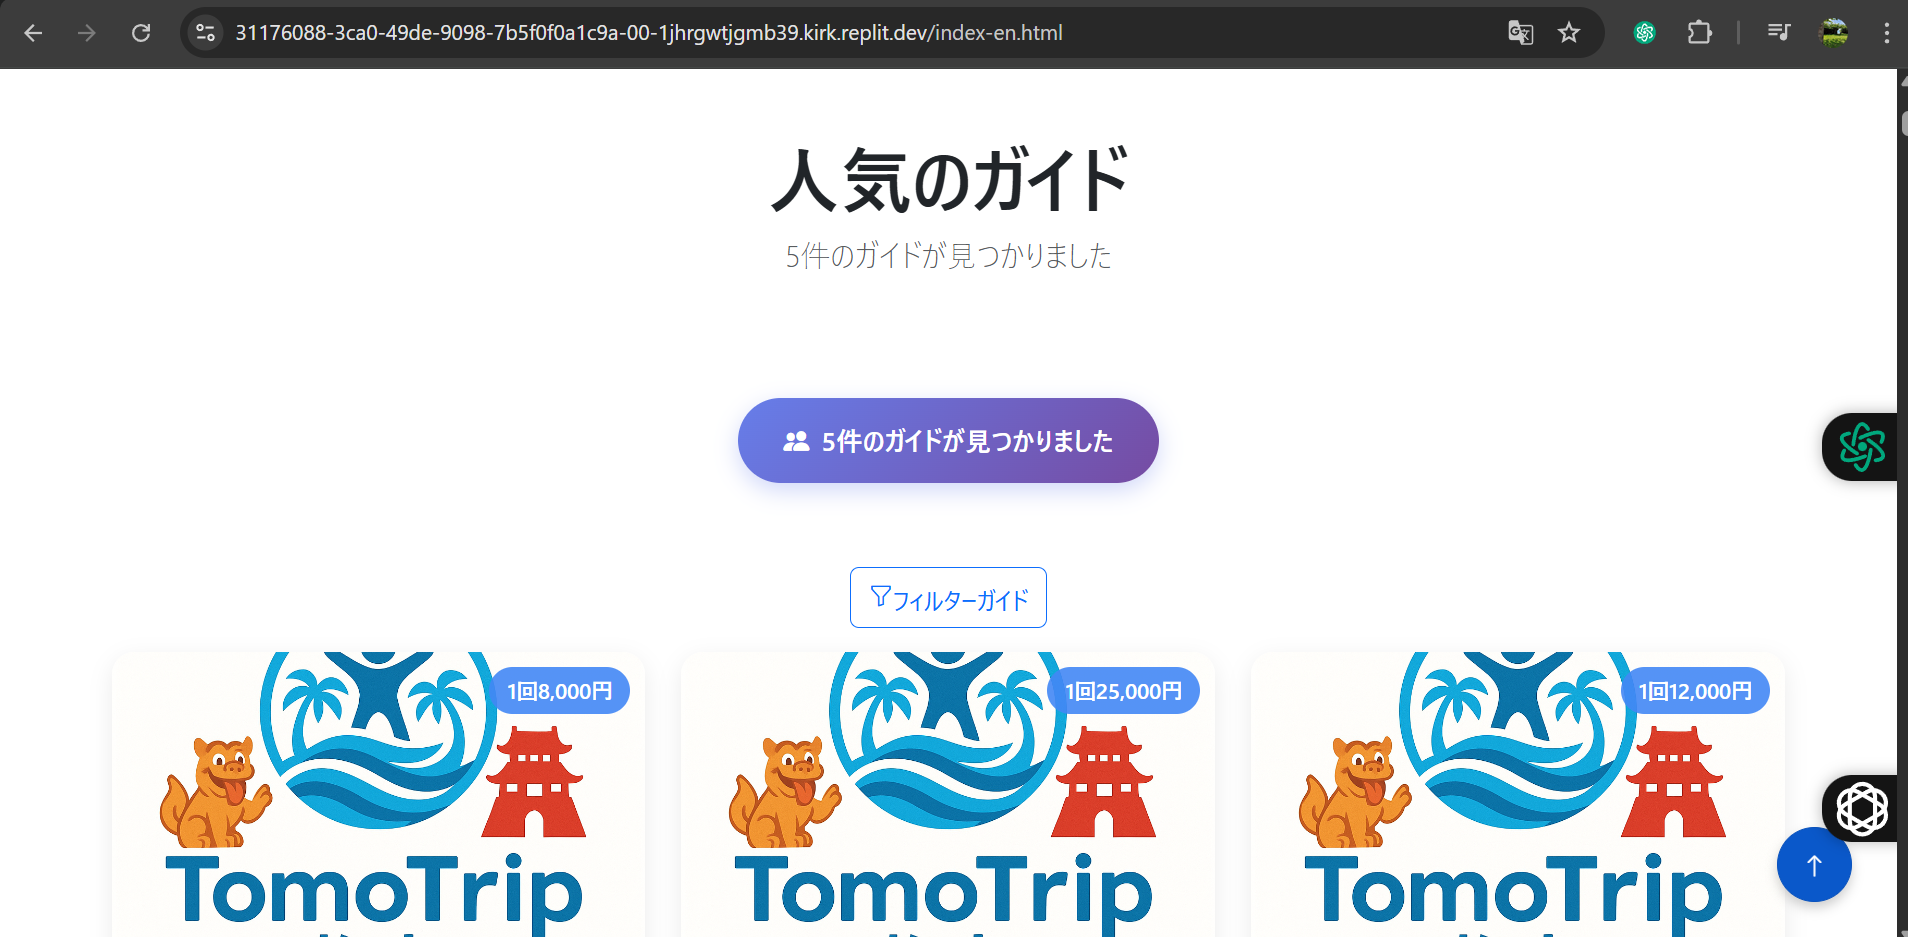 31176088-3ca0-49de-9098-7b5f0f0a1c9a-00-1jhrgwtjgmb39.kirk.replit.dev/index-en.html
人気のガイド
5件のガイドが見つかりました
5件のガイドが見つかりました
フィルターガイド
1回8,000円
1回25,000円
1回12,000円
TomoTrip
TomoTrip
TomoTrip